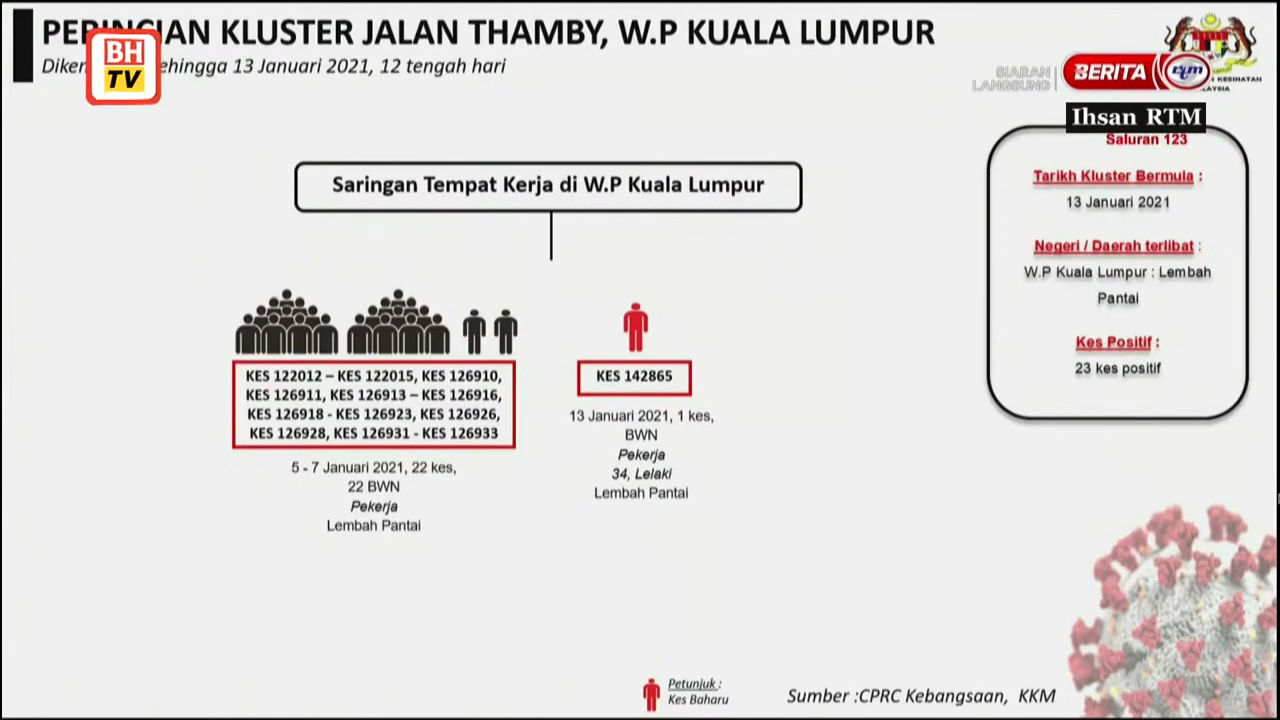 PERINCIAN KLUSTER JALAN THAMBY, W.P KUALA LUMPUR
sehingga 13 Januari 2021, 12 tengah hari
BH
TV
SIARAN
LANGSUNG
BERITA
rtm
Ihsan RTM
Saluran 123
Saringan Tempat Kerja di W.P Kuala Lumpur
KES 122012 – KES 122015, KES 126910,
KES 126911, KES 126913 – KES 126916,
KES 126918 - KES 126923, KES 126926,
KES 126928, KES 126931 - KES 126933
5 - 7 Januari 2021, 22 kes,
22 BWN
Pekerja
Lembah Pantai
KES 142865
13 Januari 2021, 1 kes,
BWN
Pekerja
34, Lelaki
Lembah Pantai
Tarikh Kluster Bermula :
13 Januari 2021
Negeri / Daerah terlibat :
W.P Kuala Lumpur : Lembah
Pantai
Kes Positif :
23 kes positif
Petunjuk :
Kes Baharu
Sumber :CPRC Kebangsaan, KKM